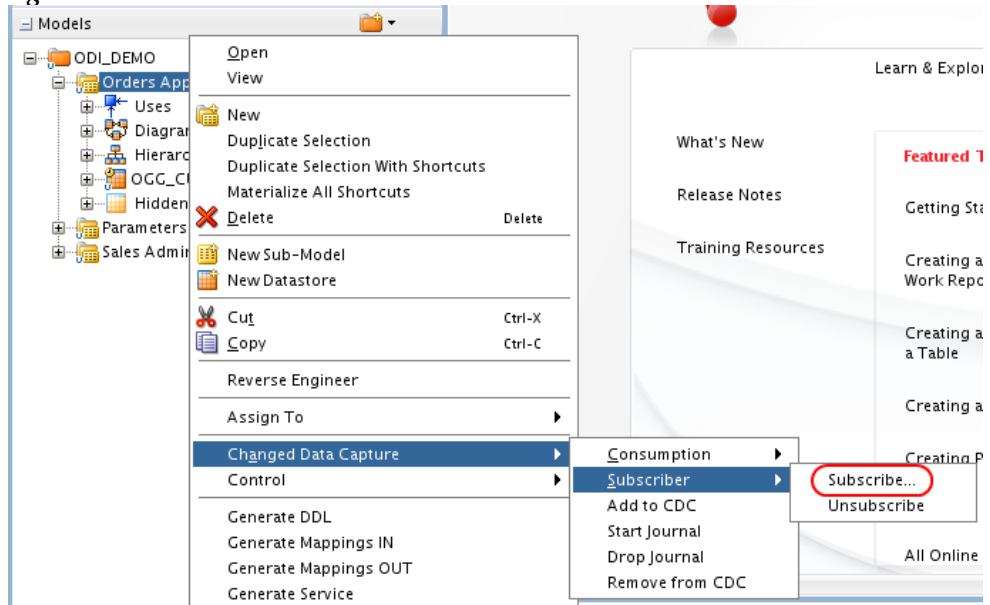 Models
ODI_DEMO
Orders App
Uses
Diagrar
Hierarc
OGG_CU
Hidden
Parameters
Sales Admir
Open
View
New
Duplicate Selection
Duplicate Selection With Shortcuts
Materialize All Shortcuts
Delete Delete
New Sub-Model
New Datastore
Cut Ctrl-X
Copy Ctrl-C
Reverse Engineer
Assign To
Changed Data Capture
Control
Generate DDL
Generate Mappings IN
Generate Mappings OUT
Generate Service
Consumption
Subscriber
Add to CDC
Start Journal
Drop Journal
Remove from CDC
Subscribe...
Unsubscribe
Learn & Explor
What's New
Release Notes
Training Resources
Featured T
Getting Sta
Creating a
Work Repo
Creating a
a Table
Creating a
Creating P
All Online